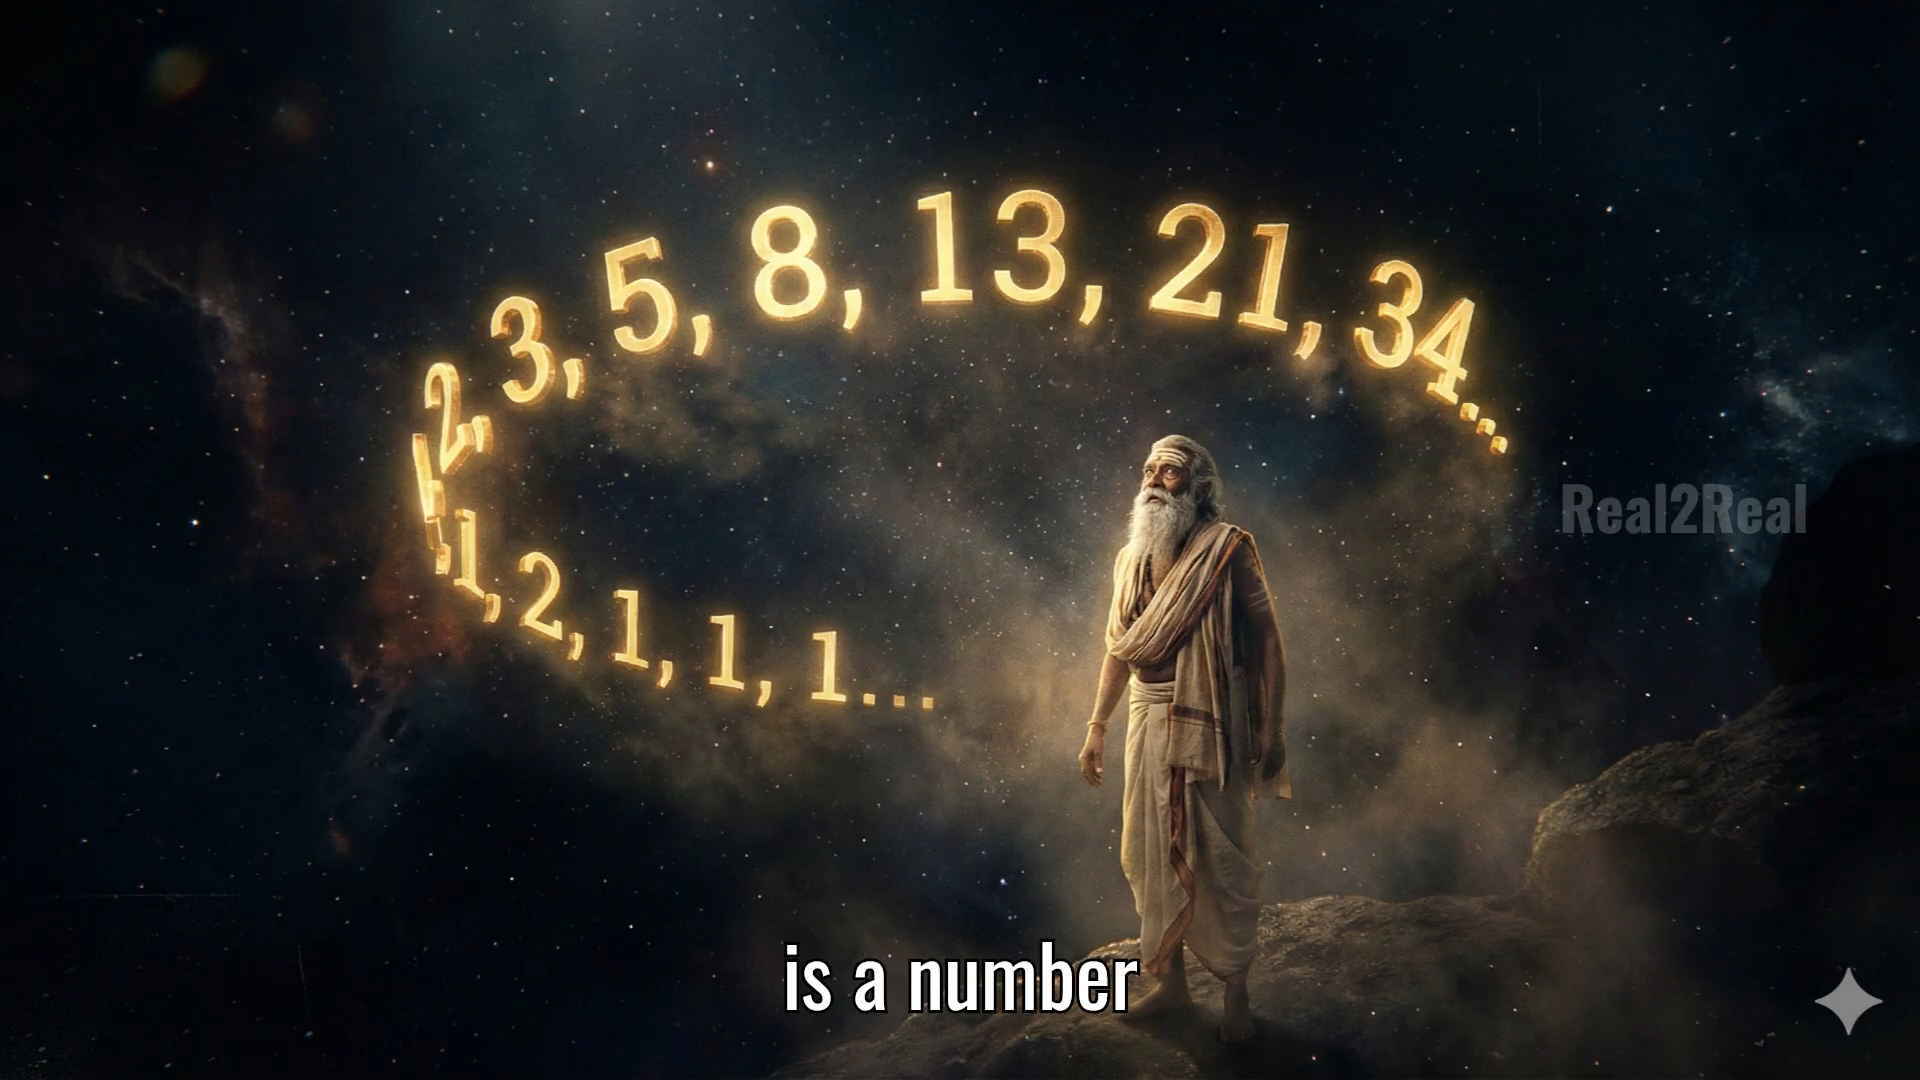 2, 3, 5, 8, 13, 21, 34...
1, 2, 1, 1, 1...
Real2Real
is a number